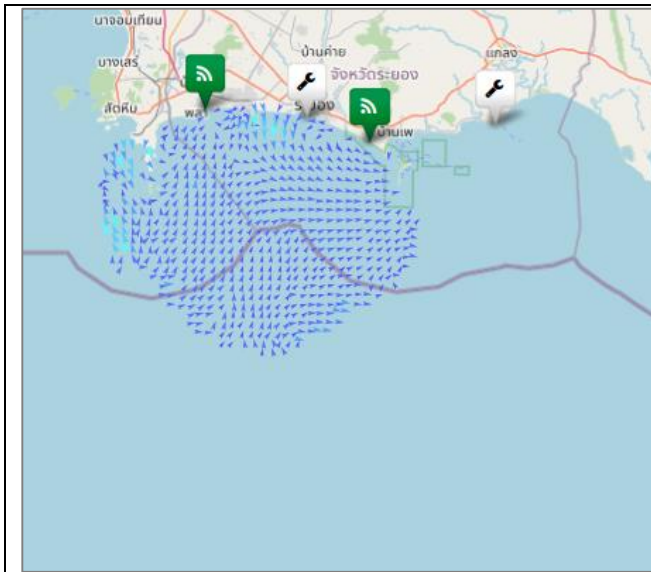 นาจอมเทียน
บ้านค่าย
แกลง
บางเสร่
จังหวัดระยอง
สัตหีบ
บ้านเพ